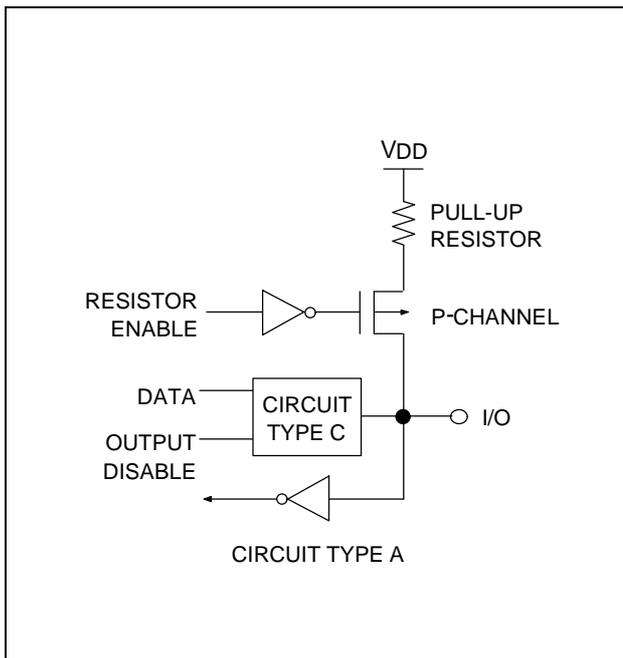 VDD
PULL-UP
RESISTOR
RESISTOR
ENABLE
P-CHANNEL
DATA
OUTPUT
DISABLE
CIRCUIT
TYPE C
I/O
CIRCUIT TYPE A